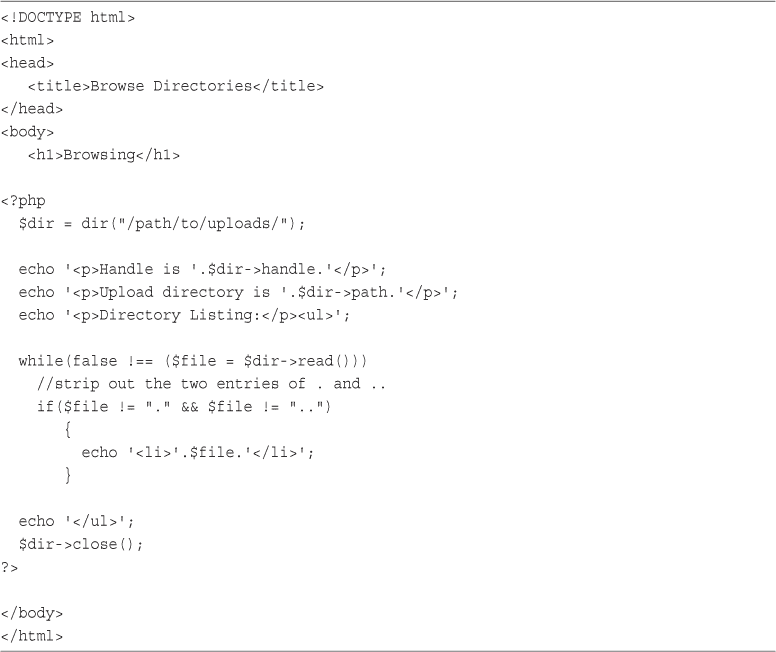 <!DOCTYPE html>
<html>
<head>
   <title>Browse Directories</title>
</head>
<body>
   <h1>Browsing</h1>

<?php
  $dir = dir("/path/to/uploads/");

  echo '<p>Handle is '.$dir->handle.'</p>';
  echo '<p>Upload directory is '.$dir->path.'</p>';
  echo '<p>Directory Listing:</p><ul>';

  while(false !== ($file = $dir->read()))
    //strip out the two entries of . and ..
    if($file != "." && $file != "..")
       {
         echo '<li>'.$file.'</li>';
       }

  echo '</ul>';
  $dir->close();
?>

</body>
</html>